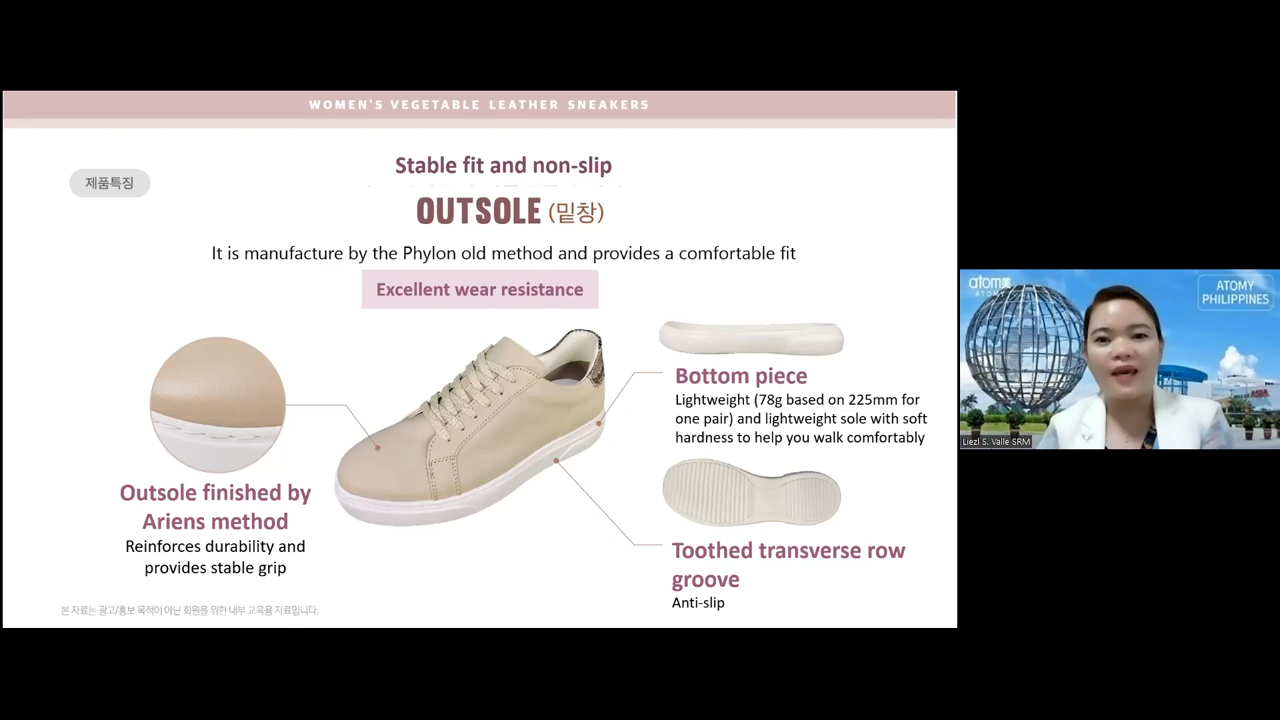 WOMEN'S VEGETABLE LEATHER SNEAKERS
제품특징
Stable fit and non-slip
OUTSOLE (밑창)
It is manufacture by the Phylon old method and provides a comfortable fit
Excellent wear resistance
Bottom piece
Lightweight (78g based on 225mm for
one pair) and lightweight sole with soft
hardness to help you walk comfortably
Outsole finished by
Ariens method
Reinforces durability and
provides stable grip
Toothed transverse row
groove
Anti-slip
본 자료는 광고/홍보 목적이 아닌 회원을 위한 내부 교육용 자료입니다.
atom美
ATOMY
ATOMY
PHILIPPINES
Liezl S. Valle SRM